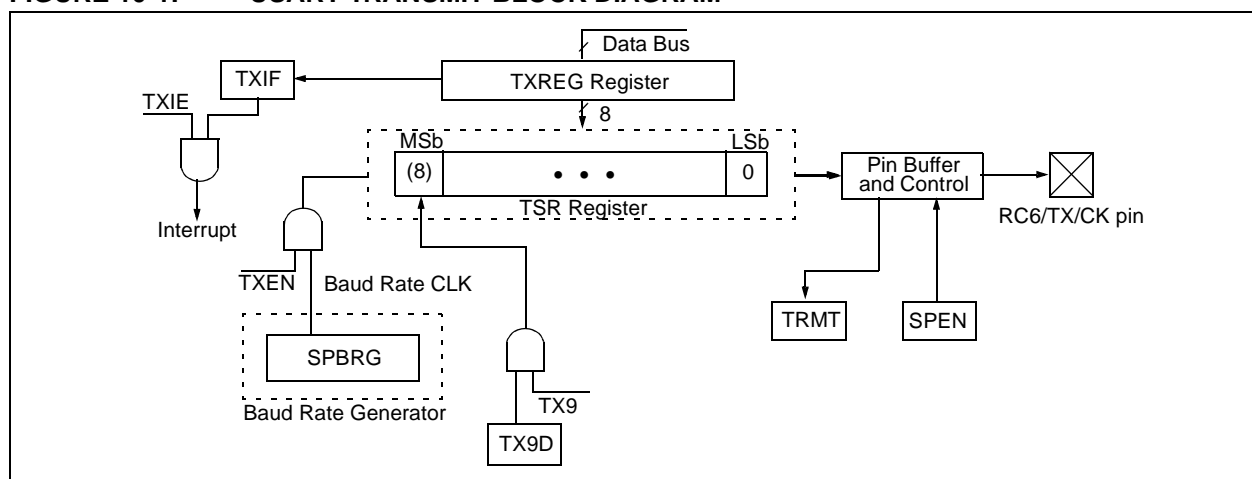 Data Bus
TXIF
TXREG Register
TXIE
8
MSb
LSb
(8)
• • •
0
TSR Register
Pin Buffer
and Control
RC6/TX/CK pin
Interrupt
TXEN
Baud Rate CLK
TRMT
SPEN
SPBRG
Baud Rate Generator
TX9
TX9D